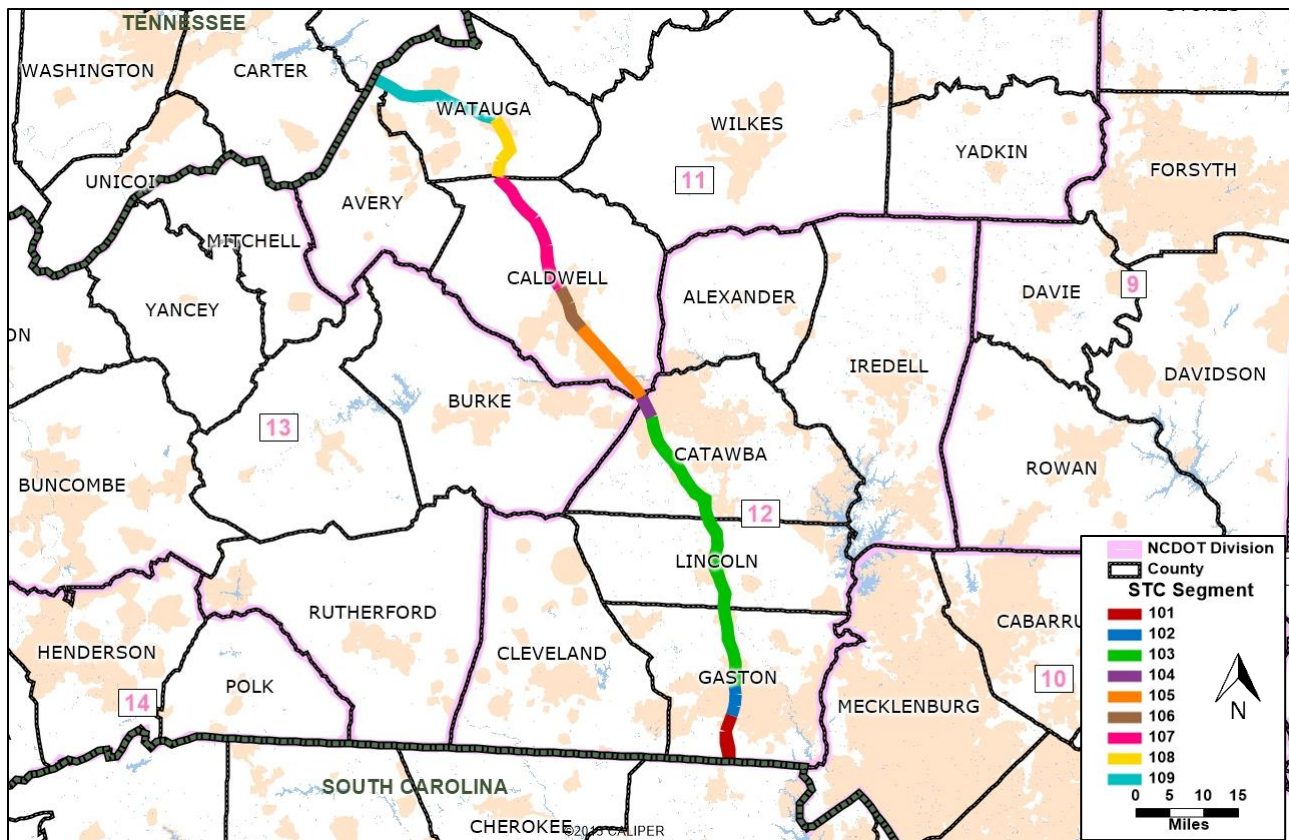 TENNESSEE
WASHINGTON
CARTER
WATAUGA
WILKES
YADKIN
FORSYTH
UNICOI
AVERY
11
MITCHELL
CALDWELL
ALEXANDER
DAVIE
9
YANCEY
IREDELL
DAVIDSON
ON
BURKE
13
CATAWBA
ROWAN
BUNCOMBE
12
LINCOLN
RUTHERFORD
CLEVELAND
CABARRU
HENDERSON
GASTON
POLK
14
MECKLENBURG
10
SOUTH CAROLINA
CHEROKEE
©2015 CALIPER
NCDOT Division
County
STC Segment
101
102
103
104
105
106
107
108
109
N
0 5 10 15
Miles